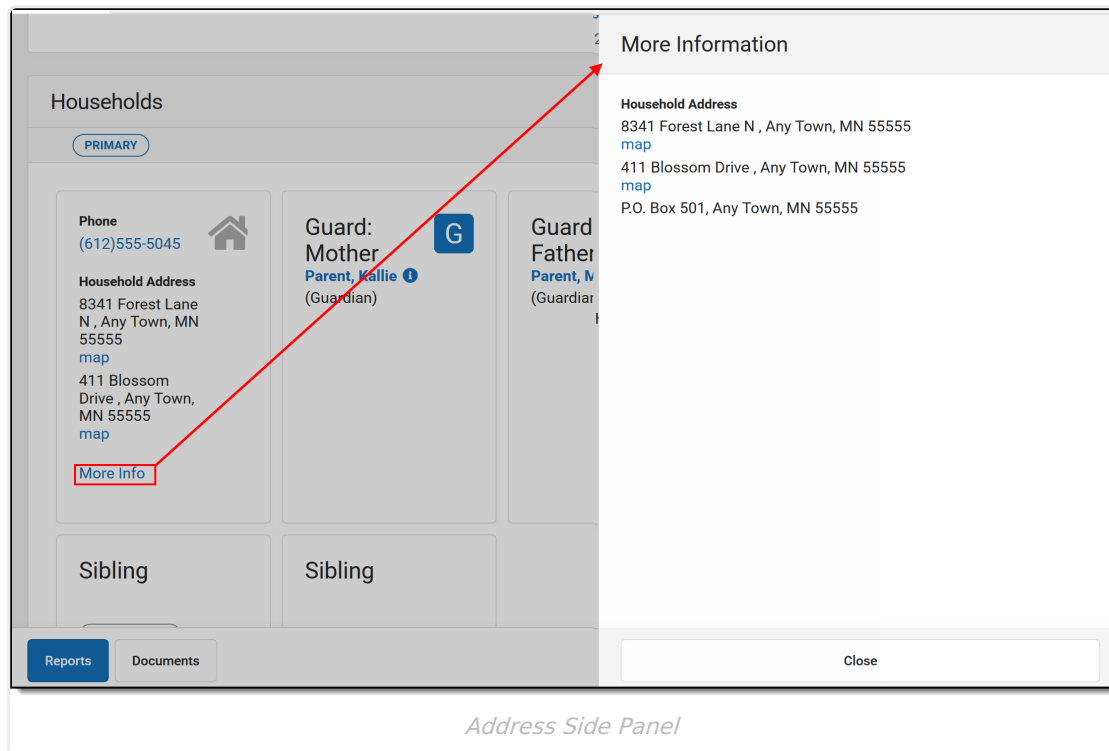 Households
PRIMARY
Phone
(612)555-5045
Household Address
8341 Forest Lane
N , Any Town, MN
55555
map
411 Blossom
Drive , Any Town,
MN 55555
map
More Info
Guard:
Mother
G
Parent, Kallie
(Guardian)
Guard
Father
Parent,
(Guardian
Sibling
Sibling
Reports
Documents
More Information
Household Address
8341 Forest Lane N , Any Town, MN 55555
map
411 Blossom Drive , Any Town, MN 55555
map
P.O. Box 501, Any Town, MN 55555
Close
Address Side Panel